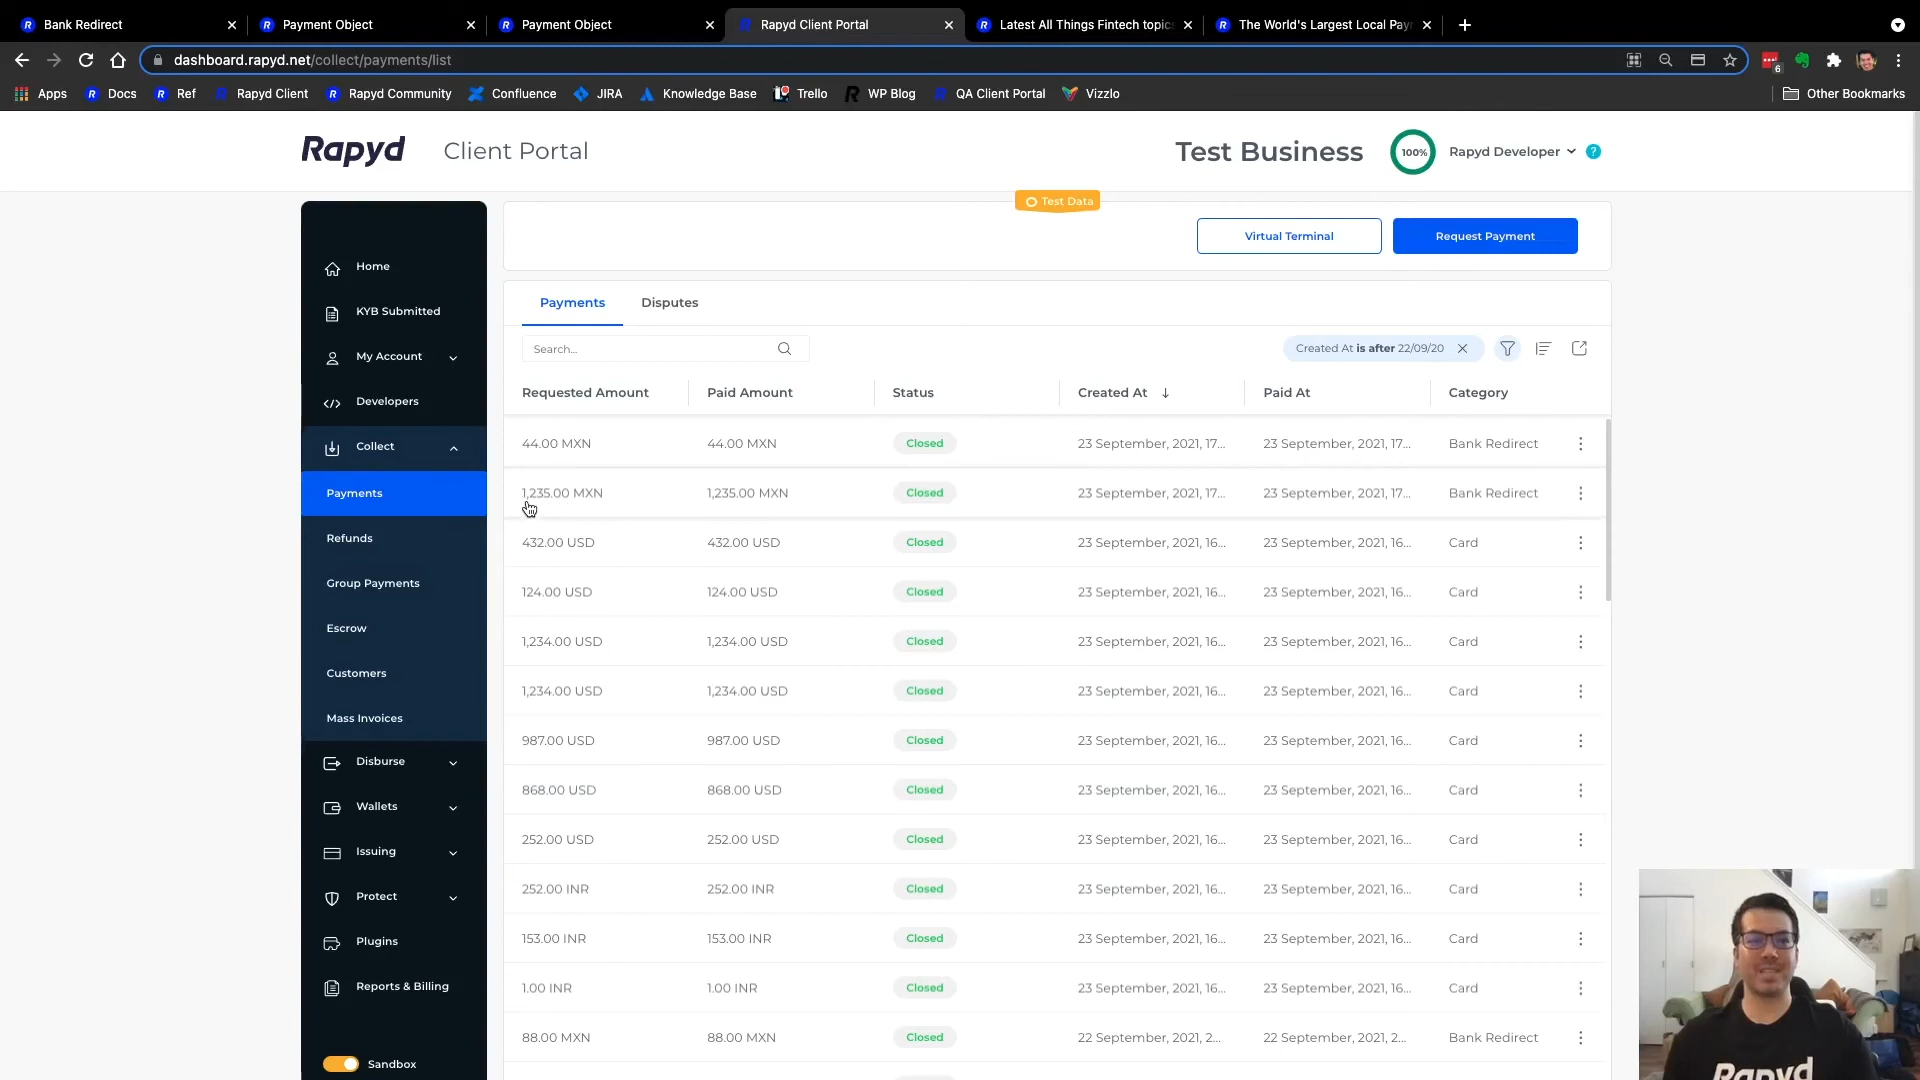 Bank Redirect
Payment Object
Payment Object
Rapyd Client Portal
Latest All Things Fintech topics
The World's Largest Local Pay
dashboard.rapyd.net/collect/payments/list
6
Apps
Docs
Ref
Rapyd Client
Rapyd Community
Confluence
JIRA
Knowledge Base
Trello
WP Blog
QA Client Portal
Vizzlo
Other Bookmarks
Rapyd
Client Portal
Test Business
100%
Rapyd Developer
?
Test Data
Virtual Terminal
Request Payment
Home
KYB Submitted
My Account
Developers
Collect
Payments
Refunds
Group Payments
Escrow
Customers
Mass Invoices
Disburse
Wallets
Issuing
Protect
Plugins
Reports & Billing
Sandbox
Payments Disputes
Search...
Created At is after 22/09/20
Requested Amount Paid Amount Status Created At ↓ Paid At Category
44.00 MXN 44.00 MXN Closed 23 September, 2021, 17... 23 September, 2021, 17... Bank Redirect
1,235.00 MXN 1,235.00 MXN Closed 23 September, 2021, 17... 23 September, 2021, 17... Bank Redirect
432.00 USD 432.00 USD Closed 23 September, 2021, 16... 23 September, 2021, 16... Card
124.00 USD 124.00 USD Closed 23 September, 2021, 16... 23 September, 2021, 16... Card
1,234.00 USD 1,234.00 USD Closed 23 September, 2021, 16... 23 September, 2021, 16... Card
1,234.00 USD 1,234.00 USD Closed 23 September, 2021, 16... 23 September, 2021, 16... Card
987.00 USD 987.00 USD Closed 23 September, 2021, 16... 23 September, 2021, 16... Card
868.00 USD 868.00 USD Closed 23 September, 2021, 16... 23 September, 2021, 16... Card
252.00 USD 252.00 USD Closed 23 September, 2021, 16... 23 September, 2021, 16... Card
252.00 INR 252.00 INR Closed 23 September, 2021, 16... 23 September, 2021, 16... Card
153.00 INR 153.00 INR Closed 23 September, 2021, 16... 23 September, 2021, 16... Card
1.00 INR 1.00 INR Closed 23 September, 2021, 16... 23 September, 2021, 16... Card
88.00 MXN 88.00 MXN Closed 22 September, 2021, 2... 22 September, 2021, 2... Bank Redirect
Rapyd